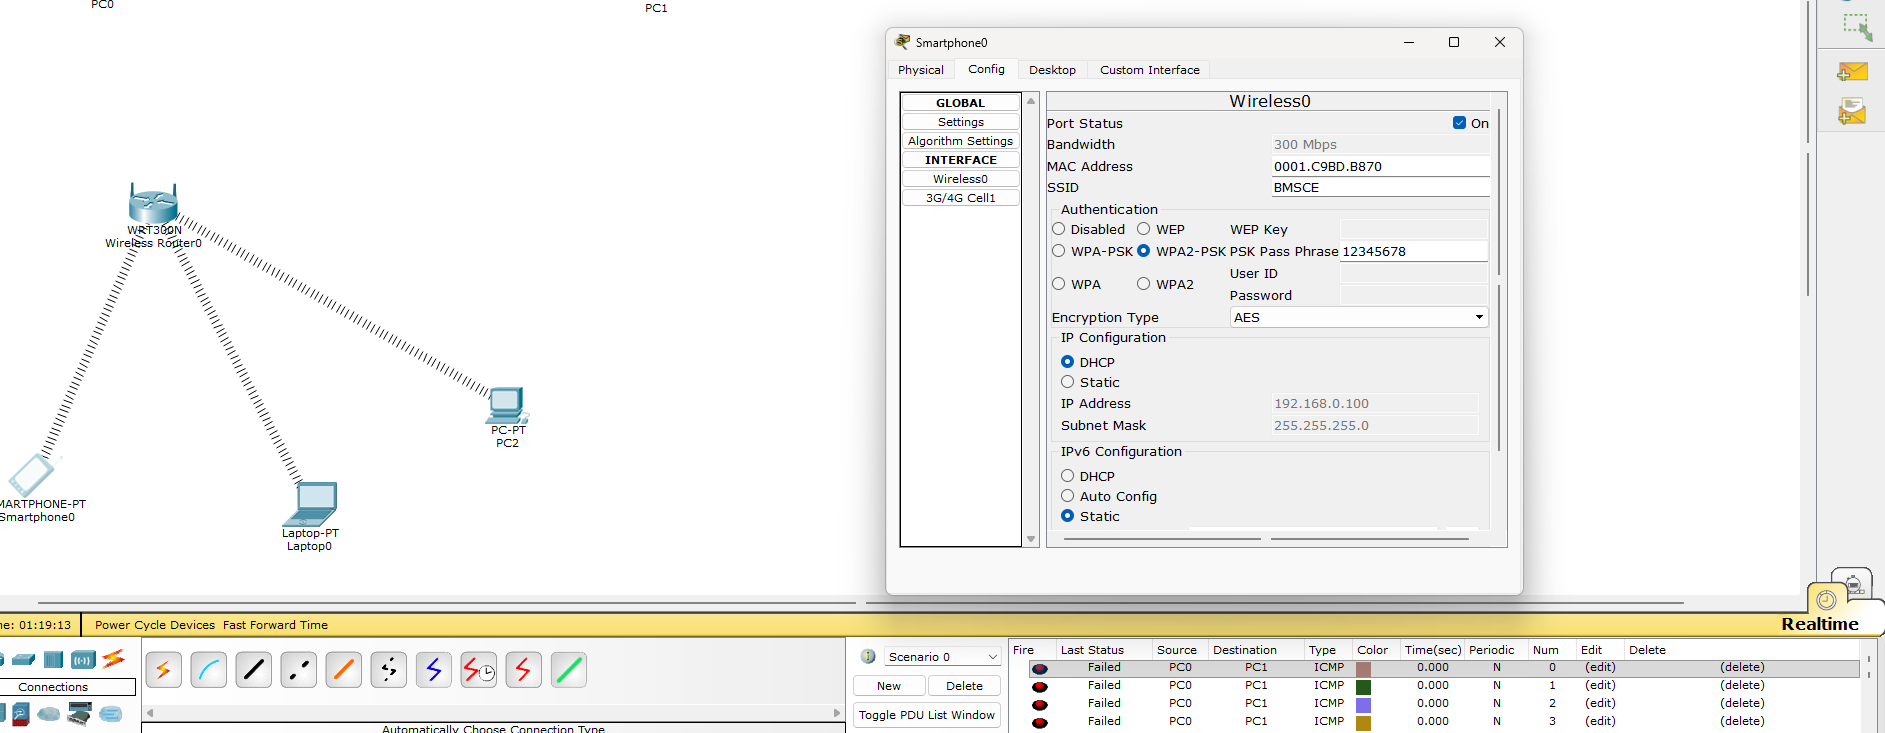 PC0
PC1
WRT300N
Wireless Router0
MARTPHONE-PT
Smartphone0
Laptop-PT
Laptop0
PC-PT
PC2
Smartphone0
Physical Config Desktop Custom Interface
GLOBAL
Settings
Algorithm Settings
INTERFACE
Wireless0
3G/4G Cell1
Wireless0
Port Status On
Bandwidth 300 Mbps
MAC Address 0001.C9BD.B870
SSID BMSCE
Authentication
Disabled WEP WEP Key
WPA-PSK WPA2-PSK PSK Pass Phrase 12345678
User ID
WPA WPA2
Password
Encryption Type AES
IP Configuration
DHCP
Static
IP Address 192.168.0.100
Subnet Mask 255.255.255.0
IPv6 Configuration
DHCP
Auto Config
Static
ne: 01:19:13 Power Cycle Devices Fast Forward Time
Realtime
Connections
Automatically Choose Connection Type
Scenario 0
New Delete
Toggle PDU List Window
Fire Last Status Source Destination Type Color Time(sec) Periodic Num Edit Delete
Failed PC0 PC1 ICMP 0.000 N 0 (edit) (delete)
Failed PC0 PC1 ICMP 0.000 N 1 (edit) (delete)
Failed PC0 PC1 ICMP 0.000 N 2 (edit) (delete)
Failed PC0 PC1 ICMP 0.000 N 3 (edit) (delete)